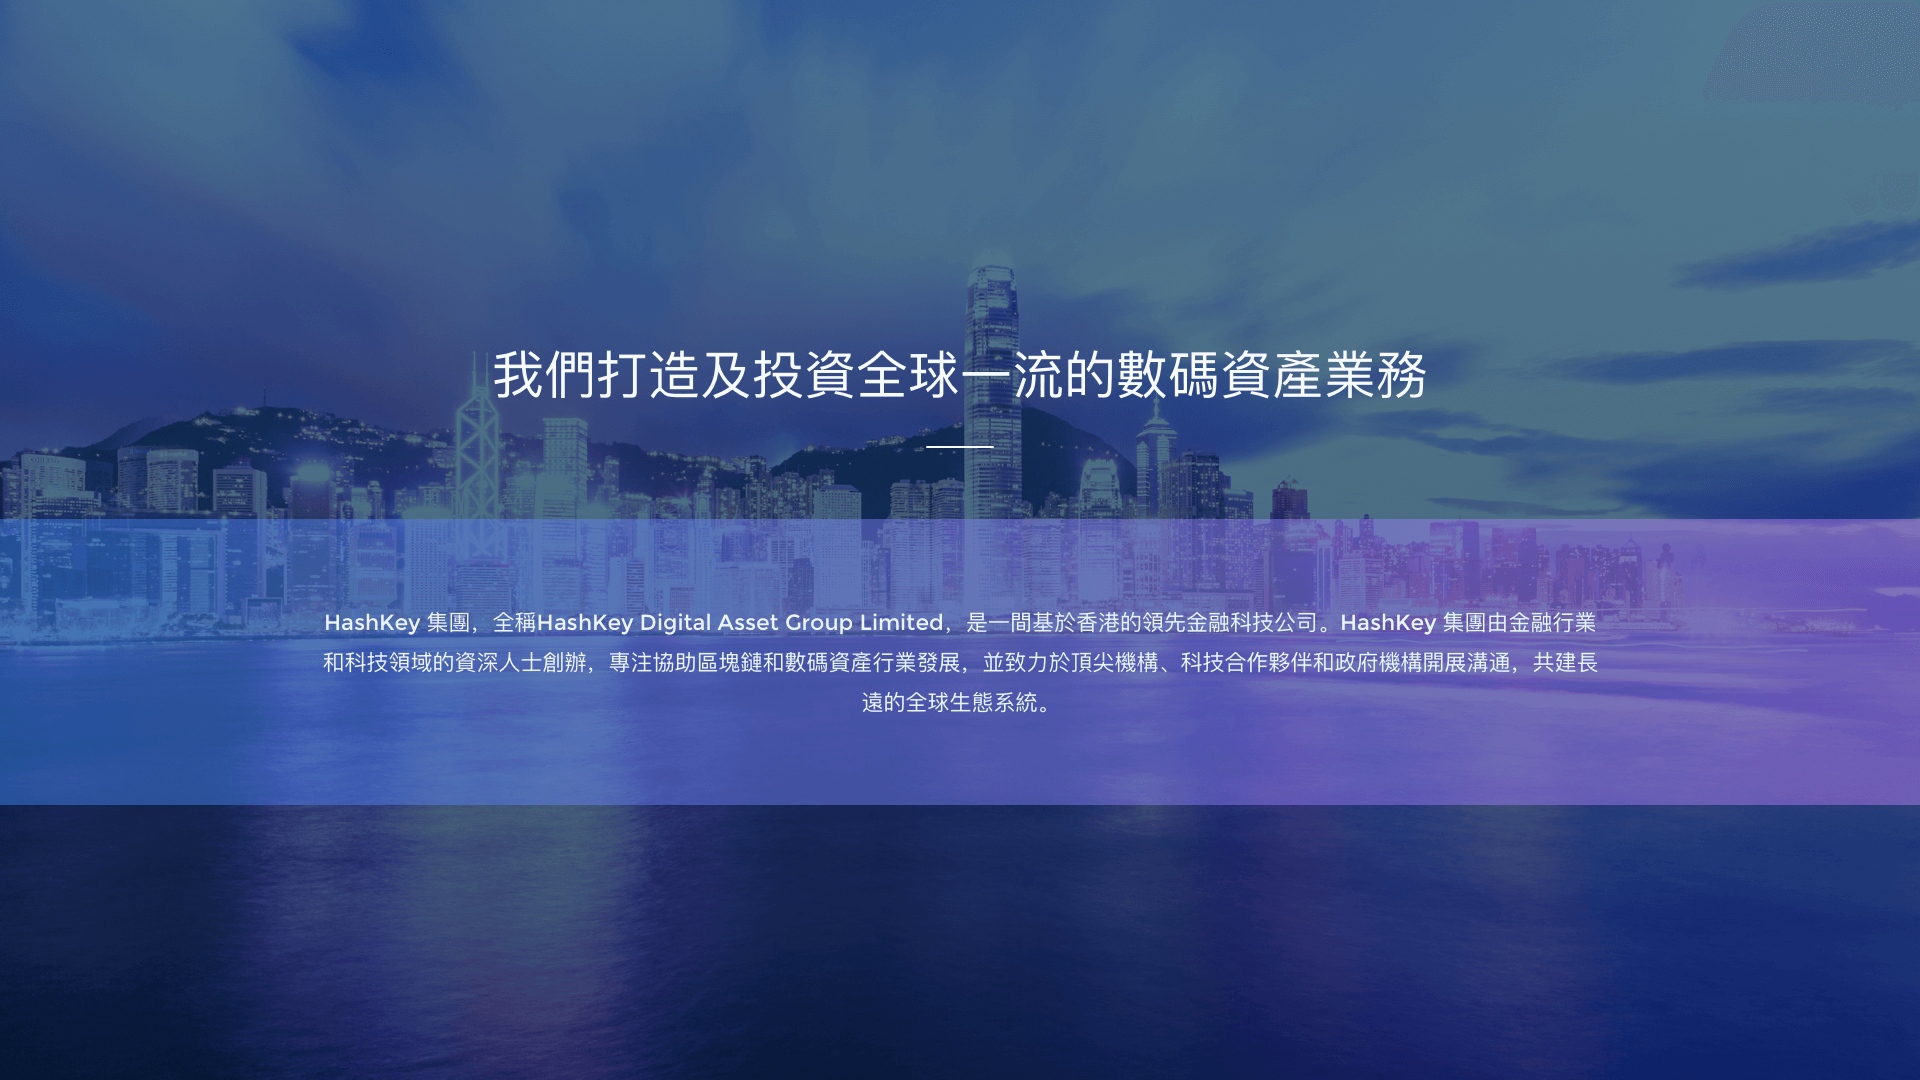 我們打造及投資全球一流的數碼資產業務
HashKey 集團，全稱HashKey Digital Asset Group Limited，是一間基於香港的領先金融科技公司。HashKey 集團由金融行業
和科技領域的資深人士創辦，專注協助區塊鏈和數碼資產行業發展，並致力於頂尖機構、科技合作夥伴和政府機構開展溝通，共建長
遠的全球生態系統。